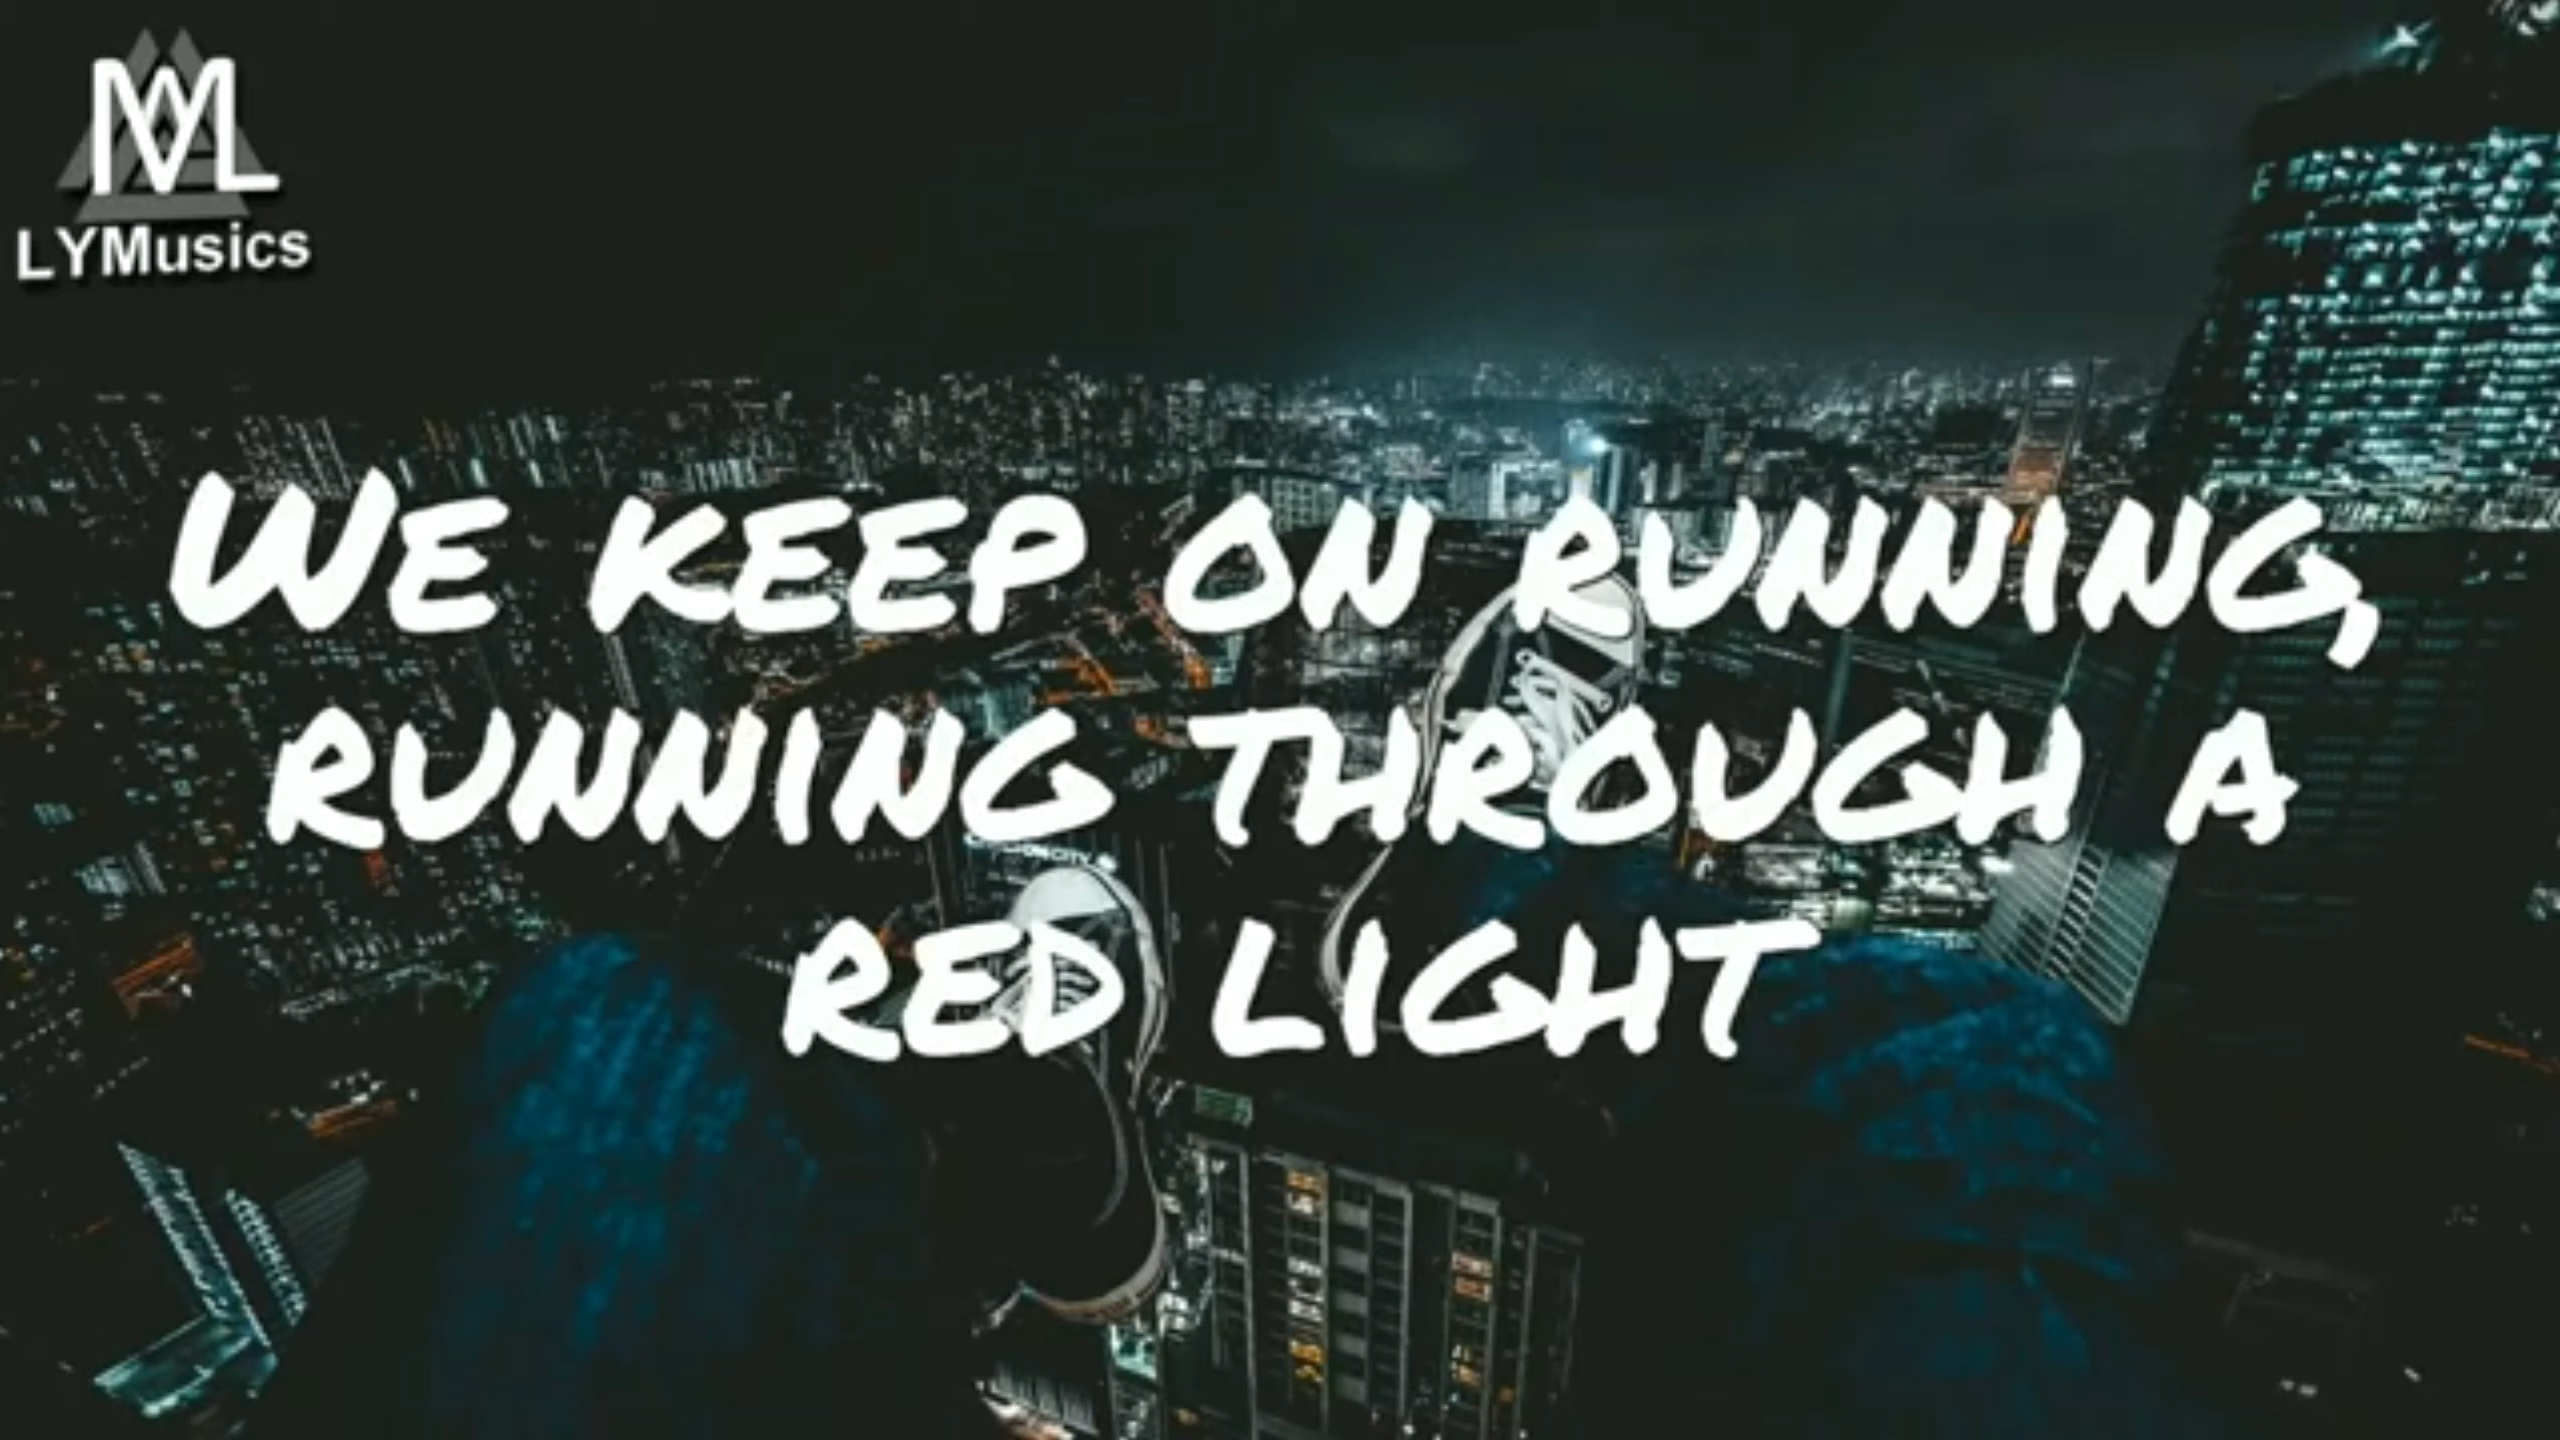 LYMusics
We keep on running,
running through a
red light